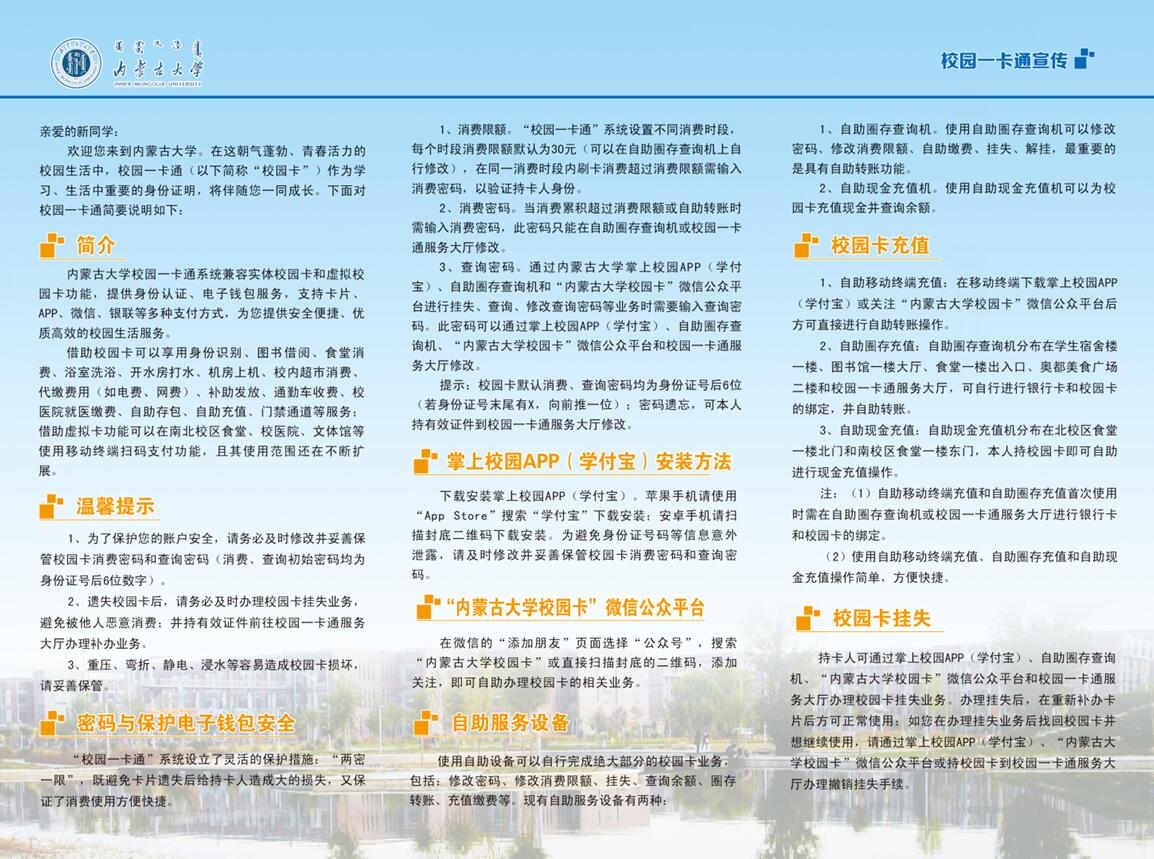 内蒙古大学
INNER MONGOLIA UNIVERSITY
校园一卡通宣传
亲爱的新同学：
欢迎您来到内蒙古大学。在这朝气蓬勃、青春活力的
校园生活中，校园一卡通（以下简称“校园卡”）作为学
习、生活中重要的身份证明，将伴随您一同成长。下面对
校园一卡通简要说明如下：
简介
内蒙古大学校园一卡通系统兼容实体校园卡和虚拟校
园卡功能，提供身份认证、电子钱包服务，支持卡片、
APP、微信、银联等多种支付方式，为您提供安全便捷、优
质高效的校园生活服务。
借助校园卡可以享用身份识别、图书借阅、食堂消
费、浴室洗浴、开水房打水、机房上机、校内超市消费、
代缴费用（如电费、网费）、补助发放、通勤车收费、校
医院就医缴费、自助存包、自助充值、门禁通道等服务；
借助虚拟卡功能可以在南北校区食堂、校医院、文体馆等
使用移动终端扫码支付功能，且其使用范围还在不断扩
展。
温馨提示
1、为了保护您的账户安全，请务必及时修改并妥善保
管校园卡消费密码和查询密码（消费、查询初始密码均为
身份证号后6位数字）。
2、遗失校园卡后，请务必及时办理校园卡挂失业务，
避免被他人恶意消费；并持有效证件前往校园一卡通服务
大厅办理补办业务。
3、重压、弯折、静电、浸水等容易造成校园卡损坏，
请妥善保管。
密码与保护电子钱包安全
“校园一卡通”系统设立了灵活的保护措施：“两密
一限”，既避免卡片遗失后给持卡人造成大的损失，又保
证了消费使用方便快捷。
1、消费限额。“校园一卡通”系统设置不同消费时段，
每个时段消费限额默认为30元（可以在自助圈存查询机上自
行修改），在同一消费时段内刷卡消费超过消费限额需输入
消费密码，以验证持卡人身份。
2、消费密码。当消费累积超过消费限额或自助转账时
需输入消费密码，此密码只能在自助圈存查询机或校园一卡
通服务大厅修改。
3、查询密码。通过内蒙古大学掌上校园APP（学付
宝）、自助圈存查询机和“内蒙古大学校园卡”微信公众平
台进行挂失、查询、修改查询密码等业务时需要输入查询密
码。此密码可以通过掌上校园APP（学付宝）、自助圈存查
询机、“内蒙古大学校园卡”微信公众平台和校园一卡通服
务大厅修改。
提示：校园卡默认消费、查询密码均为身份证号后6位
（若身份证号末尾有X，向前推一位）；密码遗忘，可本人
持有效证件到校园一卡通服务大厅修改。
掌上校园APP（学付宝）安装方法
下载安装掌上校园APP（学付宝）。苹果手机请使用
“App Store”搜索“学付宝”下载安装；安卓手机请扫
描封底二维码下载安装。为避免身份证号码等信息意外
泄露，请及时修改并妥善保管校园卡消费密码和查询密
码。
“内蒙古大学校园卡”微信公众平台
在微信的“添加朋友”页面选择“公众号”，搜索
“内蒙古大学校园卡”或直接扫描封底的二维码，添加
关注，即可自助办理校园卡的相关业务。
自助服务设备
使用自助设备可以自行完成绝大部分的校园卡业务，
包括：修改密码、修改消费限额、挂失、查询余额、圈存
转账、充值缴费等。现有自助服务设备有两种：
1、自助圈存查询机。使用自助圈存查询机可以修改
密码、修改消费限额、自助缴费、挂失、解挂，最重要的
是具有自助转账功能。
2、自助现金充值机。使用自助现金充值机可以为校
园卡充值现金并查询余额。
校园卡充值
1、自助移动终端充值：在移动终端下载掌上校园APP
（学付宝）或关注“内蒙古大学校园卡”微信公众平台后
方可直接进行自助转账操作。
2、自助圈存充值：自助圈存查询机分布在学生宿舍楼
一楼、图书馆一楼大厅、食堂一楼出入口、奥都美食广场
二楼和校园一卡通服务大厅，可自行进行银行卡和校园卡
的绑定，并自助转账。
3、自助现金充值：自助现金充值机分布在北校区食堂
一楼北门和南校区食堂一楼东门，本人持校园卡即可自助
进行现金充值操作。
注：（1）自助移动终端充值和自助圈存充值首次使用
时需在自助圈存查询机或校园一卡通服务大厅进行银行卡
和校园卡的绑定。
（2）使用自助移动终端充值、自助圈存充值和自助现
金充值操作简单，方便快捷。
校园卡挂失
持卡人可通过掌上校园APP（学付宝）、自助圈存查询
机、“内蒙古大学校园卡”微信公众平台或校园一卡通服
务大厅办理校园卡挂失业务。办理挂失后，在重新补办卡
片后方可正常使用；如您在办理挂失业务后找回校园卡并
想继续使用，请通过掌上校园APP（学付宝）、“内蒙古大
学校园卡”微信公众平台或持校园卡到校园一卡通服务大
厅办理撤销挂失手续。